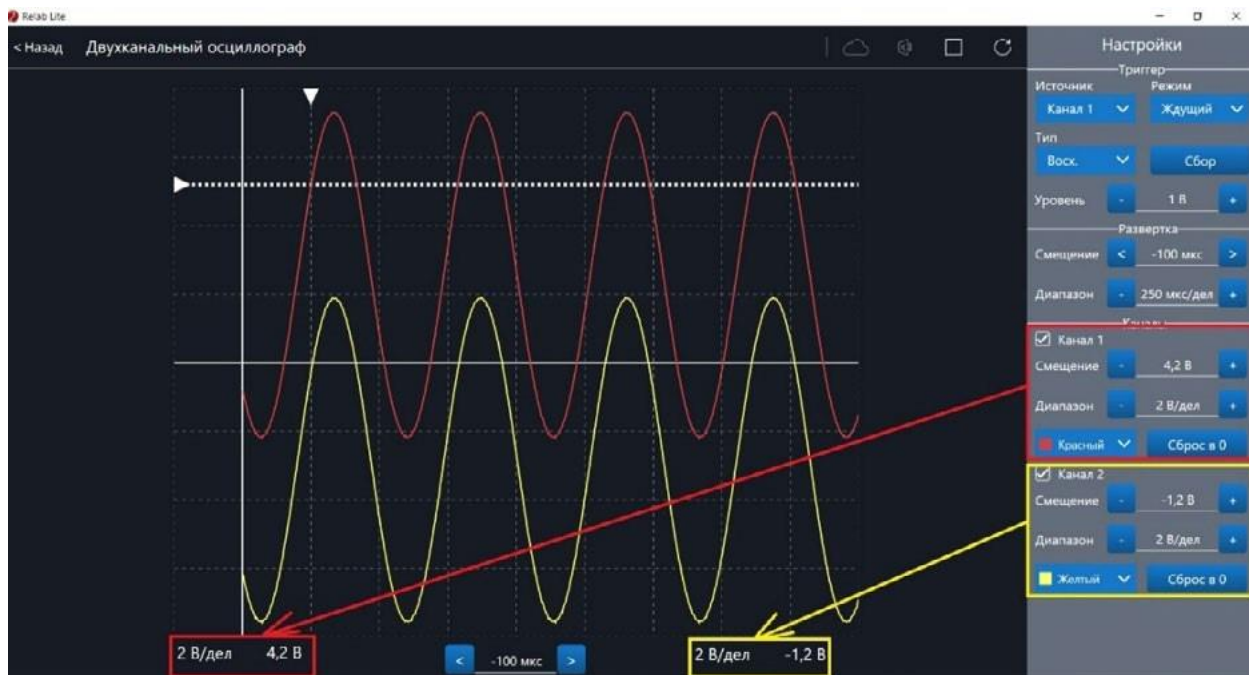 Relab Lite
< Назад Двухканальный осциллограф
Настройки
Триггер
Источник Режим
Канал 1 Ждущий
Тип
Восх. Сбор
Уровень - 1 В +
Развертка
Смещение < -100 мкс >
Диапазон - 250 мкс/дел +
Каналы
Канал 1
Смещение - 4,2 В +
Диапазон - 2 В/дел +
Красный Сброс в 0
Канал 2
Смещение - -1,2 В +
Диапазон - 2 В/дел +
Желтый Сброс в 0
2 В/дел 4,2 В < -100 мкс > 2 В/дел -1,2 В